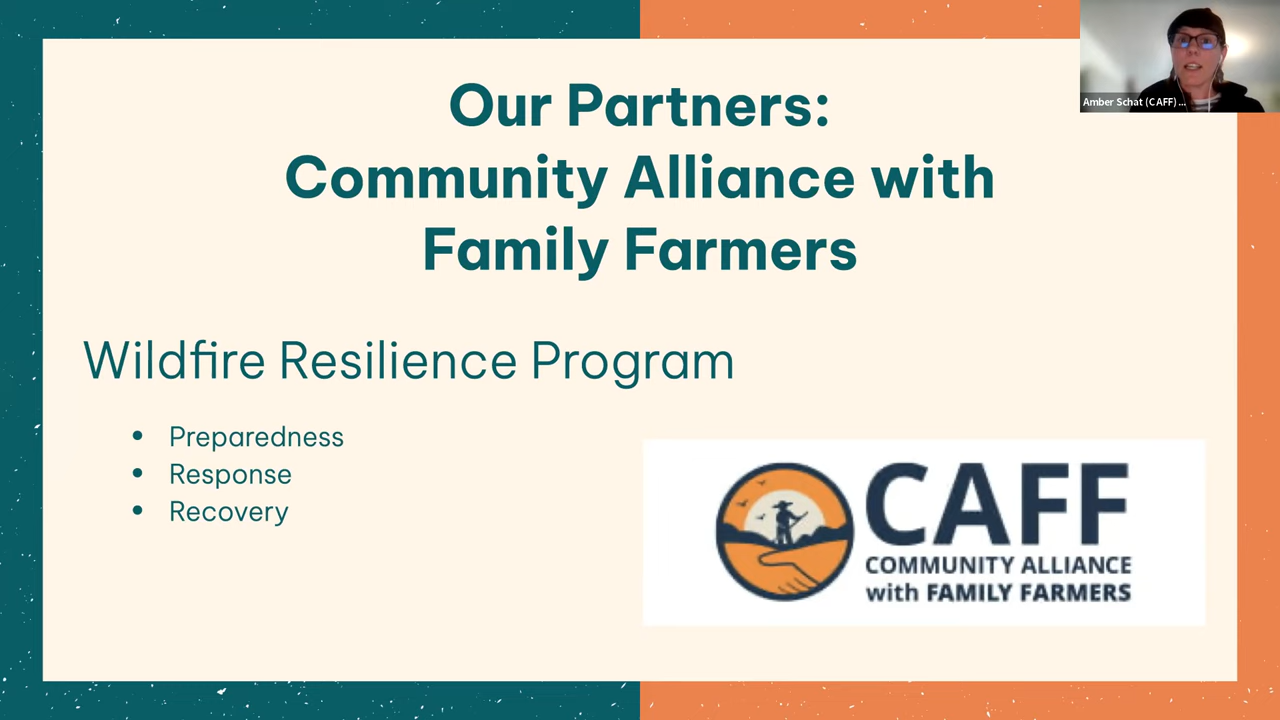 Our Partners:
Community Alliance with
Family Farmers
Amber Schat (CAFF) ...
Wildfire Resilience Program
• Preparedness
• Response
• Recovery
CAFF
COMMUNITY ALLIANCE
with FAMILY FARMERS